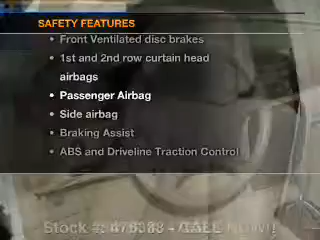 SAFETY FEATURES
• Front Ventilated disc brakes
• 1st and 2nd row curtain head
airbags
• Passenger Airbag
• Side airbag
• Braking Assist
• ABS and Driveline Traction Control
Stock #: - CALL NOW!